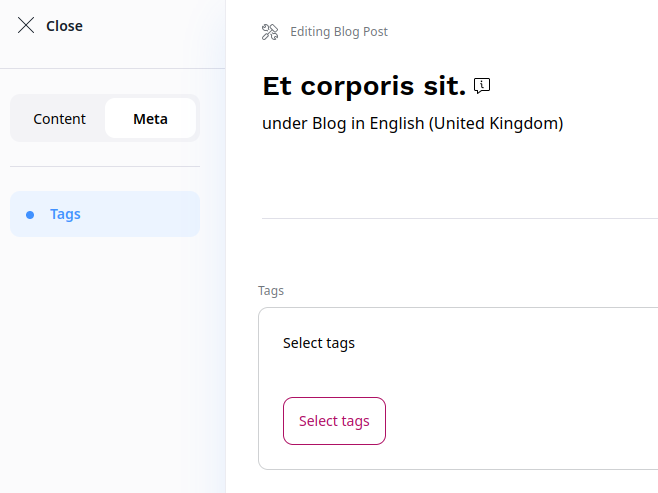 Close
Content Meta
Tags
Editing Blog Post
Et corporis sit.
under Blog in English (United Kingdom)
Tags
Select tags
Select tags